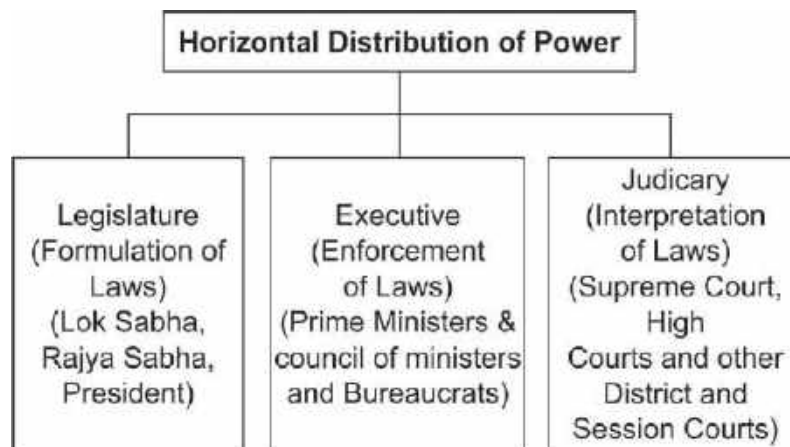 Horizontal Distribution of Power
Legislature
(Formulation of
Laws)
(Lok Sabha,
Rajya Sabha,
President)
Executive
(Enforcement
of Laws)
(Prime Ministers &
council of ministers
and Bureaucrats)
Judicary
(Interpretation
of Laws)
(Supreme Court,
High
Courts and other
District and
Session Courts)